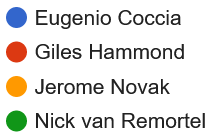 Eugenio Coccia
Giles Hammond
Jerome Novak
Nick van Remortel